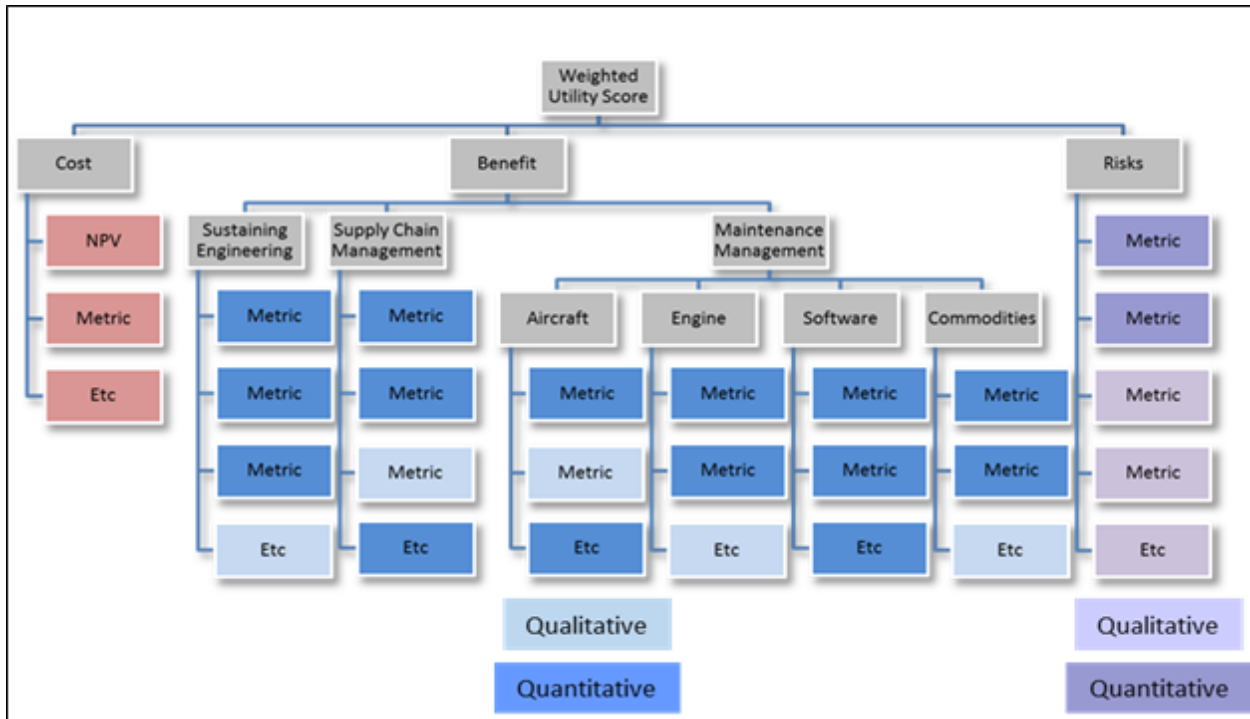 Weighted
Utility Score
Cost
Benefit
Risks
NPV
Metric
Etc
Sustaining
Engineering
Supply Chain
Management
Maintenance
Management
Metric
Metric
Metric
Etc
Metric
Metric
Metric
Etc
Aircraft
Engine
Software
Commodities
Metric
Metric
Etc
Metric
Metric
Etc
Metric
Metric
Etc
Metric
Metric
Etc
Metric
Metric
Metric
Metric
Etc
Qualitative
Quantitative
Qualitative
Quantitative